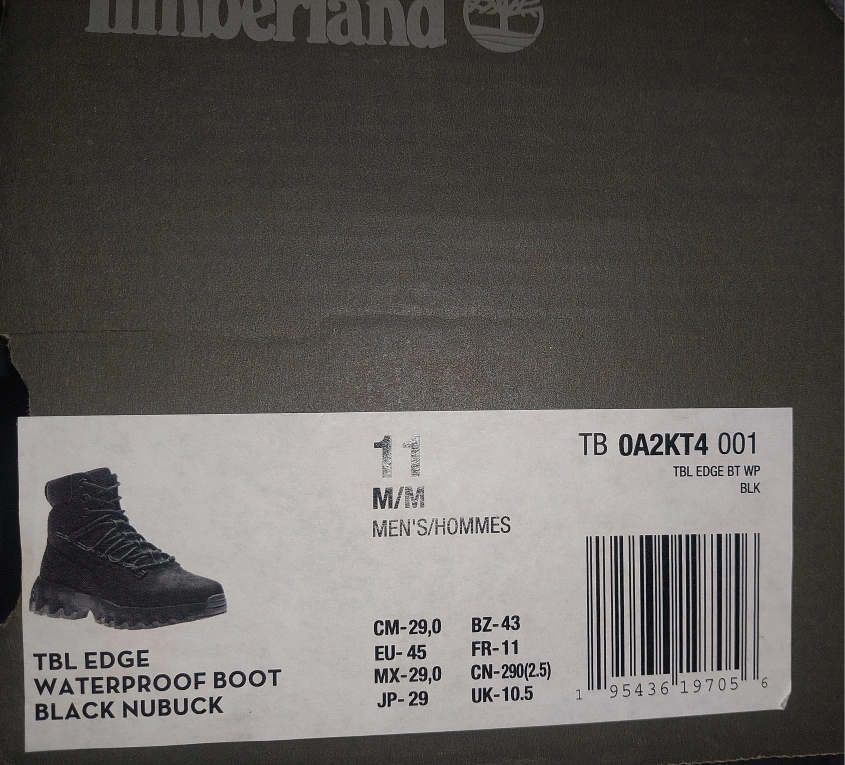 Timberland
11
M/M
MEN'S/HOMMES
TB 0A2KT4 001
TBL EDGE BT WP
BLK
TBL EDGE
WATERPROOF BOOT
BLACK NUBUCK
CM-29,0 BZ-43
EU-45 FR-11
MX-29,0 CN-290(2.5)
JP-29 UK-10.5
1 95436 19705 6